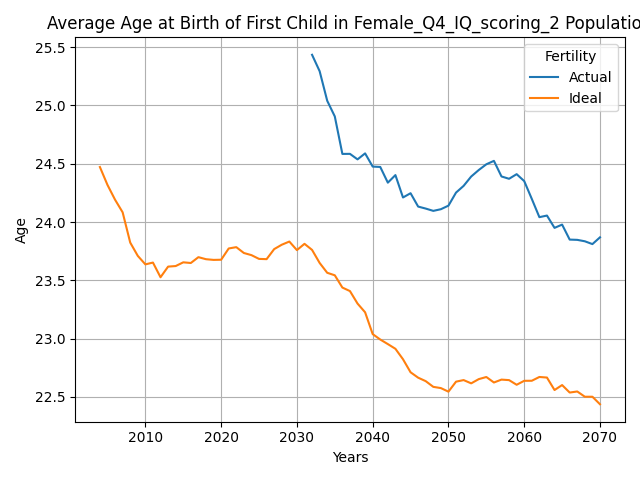 Average Age at Birth of First Child in Female_Q4_IQ_scoring_2 Populatio
Fertility
Actual
Ideal
25.5
25.0
24.5
24.0
23.5
23.0
22.5
Age
2010 2020 2030 2040 2050 2060 2070
Years